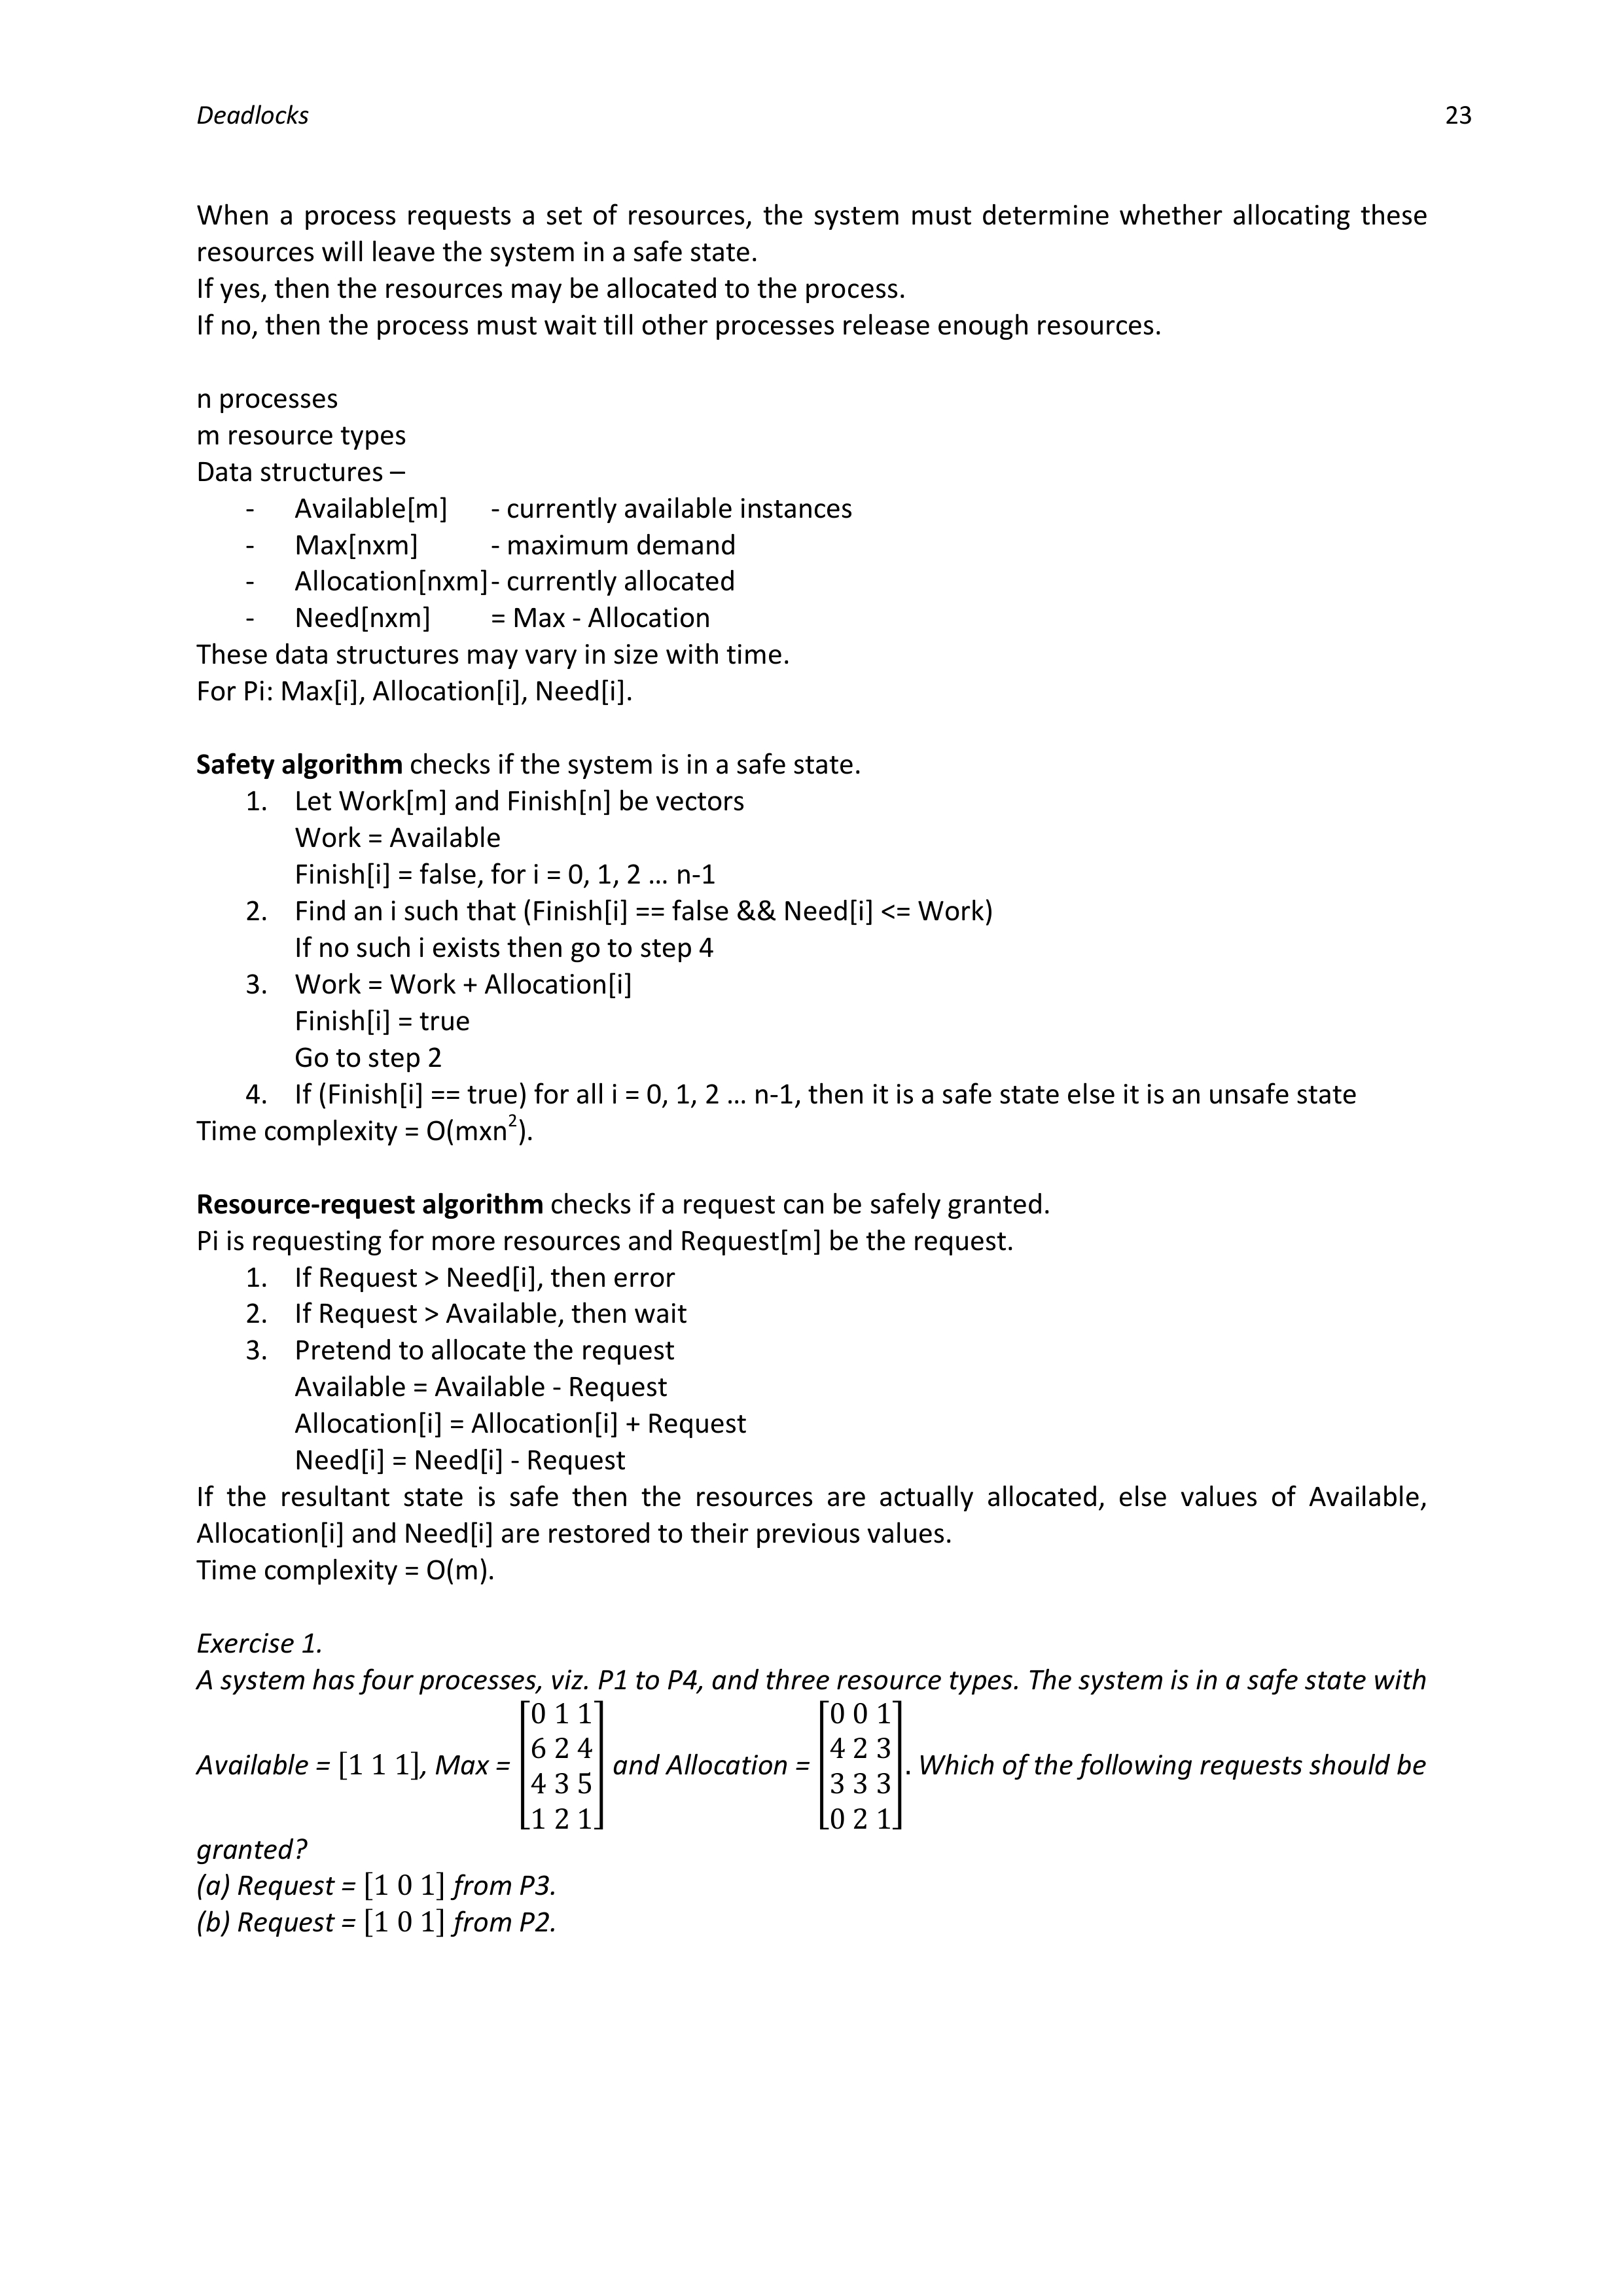 Deadlocks 23
When a process requests a set of resources, the system must determine whether allocating these
resources will leave the system in a safe state.
If yes, then the resources may be allocated to the process.
If no, then the process must wait till other processes release enough resources.
n processes
m resource types
Data structures –
- Available[m] - currently available instances
- Max[nxm] - maximum demand
- Allocation[nxm] - currently allocated
- Need[nxm] = Max - Allocation
These data structures may vary in size with time.
For Pi: Max[i], Allocation[i], Need[i].
Safety algorithm checks if the system is in a safe state.
1. Let Work[m] and Finish[n] be vectors
Work = Available
Finish[i] = false, for i = 0, 1, 2 … n-1
2. Find an i such that (Finish[i] == false && Need[i] <= Work)
If no such i exists then go to step 4
3. Work = Work + Allocation[i]
Finish[i] = true
Go to step 2
4. If (Finish[i] == true) for all i = 0, 1, 2 … n-1, then it is a safe state else it is an unsafe state
Time complexity = O(mxn²).
Resource-request algorithm checks if a request can be safely granted.
Pi is requesting for more resources and Request[m] be the request.
1. If Request > Need[i], then error
2. If Request > Available, then wait
3. Pretend to allocate the request
Available = Available - Request
Allocation[i] = Allocation[i] + Request
Need[i] = Need[i] - Request
If the resultant state is safe then the resources are actually allocated, else values of Available,
Allocation[i] and Need[i] are restored to their previous values.
Time complexity = O(m).
Exercise 1.
A system has four processes, viz. P1 to P4, and three resource types. The system is in a safe state with
Available = [1 1 1], Max = [0 1 1 6 2 4 4 3 5 1 2 1] and Allocation = [0 0 1 4 2 3 3 3 3 0 2 1]. Which of the following requests should be
granted?
(a) Request = [1 0 1] from P3.
(b) Request = [1 0 1] from P2.